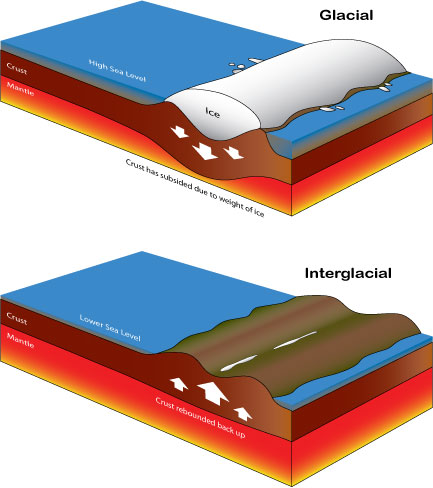 Glacial
High Sea Level
Crust
Mantle
Ice
Crust has subsided due to weight of ice
Interglacial
Lower Sea Level
Crust
Mantle
Crust rebounded back up